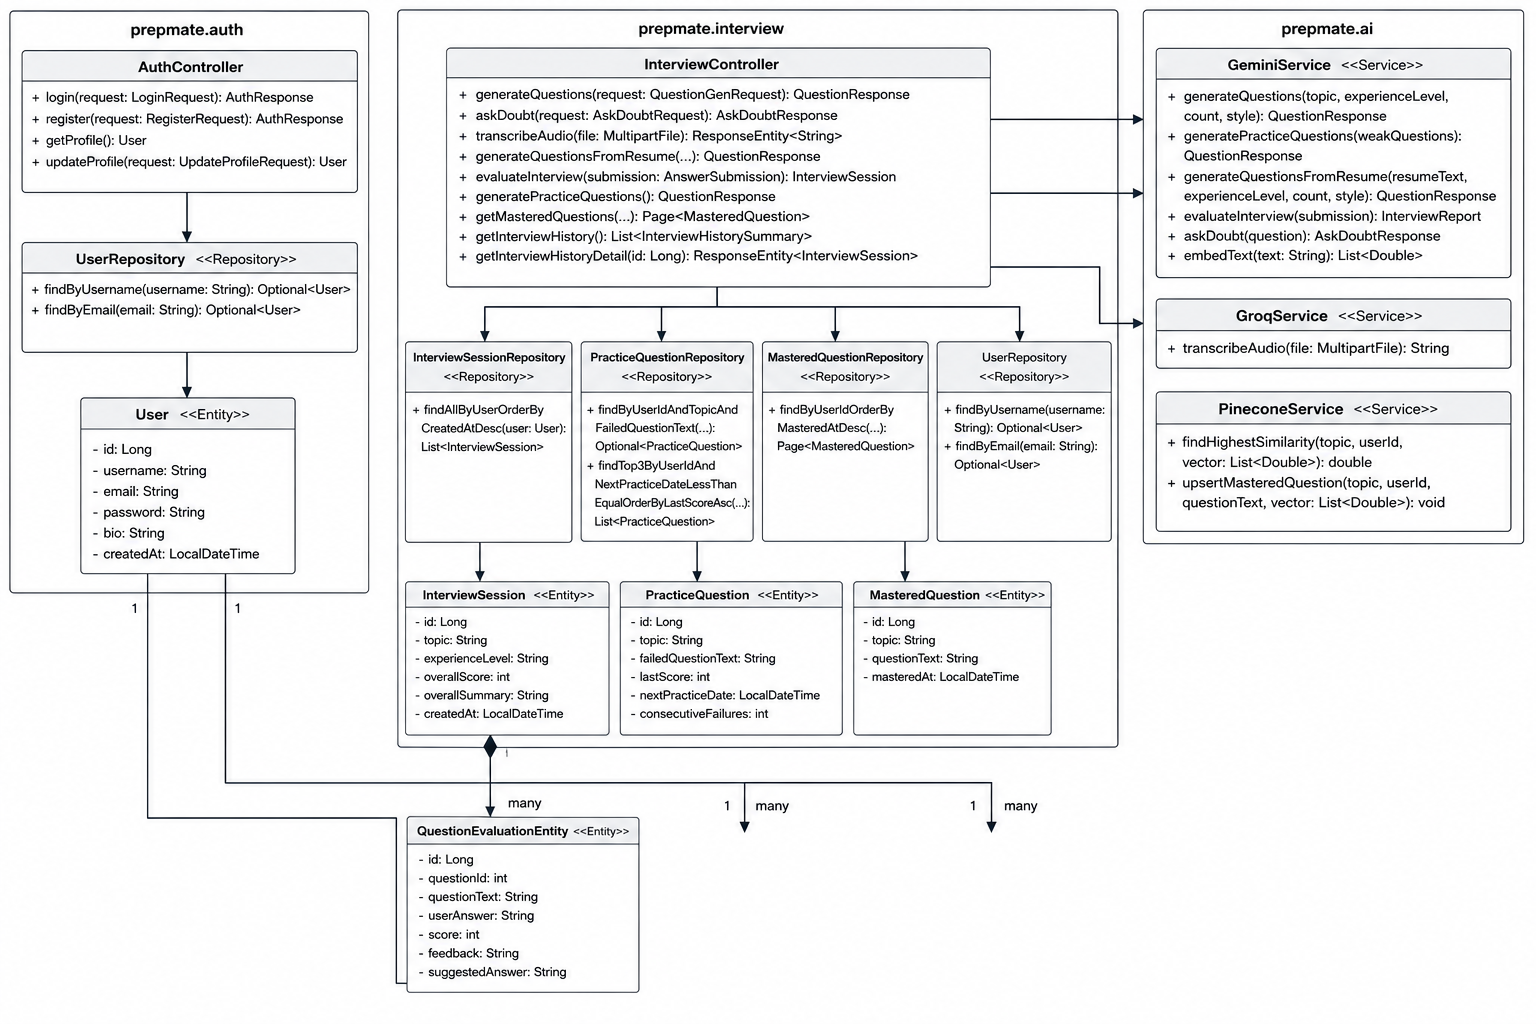 prepmate.auth
AuthController
+ login(request: LoginRequest): AuthResponse
+ register(request: RegisterRequest): AuthResponse
+ getProfile(): User
+ updateProfile(request: UpdateProfileRequest): User
UserRepository <<Repository>>
+ findByUsername(username: String): Optional<User>
+ findByEmail(email: String): Optional<User>
User <<Entity>>
- id: Long
- username: String
- email: String
- password: String
- bio: String
- createdAt: LocalDateTime
1
1
prepmate.interview
InterviewController
+ generateQuestions(request: QuestionGenRequest): QuestionResponse
+ askDoubt(request: AskDoubtRequest): AskDoubtResponse
+ transcribeAudio(file: MultipartFile): ResponseEntity<String>
+ generateQuestionsFromResume(...): QuestionResponse
+ evaluateInterview(submission: AnswerSubmission): InterviewSession
+ generatePracticeQuestions(): QuestionResponse
+ getMasteredQuestions(...): Page<MasteredQuestion>
+ getInterviewHistory(): List<InterviewHistorySummary>
+ getInterviewHistoryDetail(id: Long): ResponseEntity<InterviewSession>
InterviewSessionRepository
<<Repository>>
+ findAllByUserOrderBy
CreatedAtDesc(user: User):
List<InterviewSession>
PracticeQuestionRepository
<<Repository>>
+ findByUserIdAndTopicAnd
FailedQuestionText(...):
Optional<PracticeQuestion>
+ findTop3ByUserIdAnd
NextPracticeDateLessThan
EqualOrderByLastScoreAsc(...):
List<PracticeQuestion>
MasteredQuestionRepository
<<Repository>>
+ findByUserIdOrderBy
MasteredAtDesc(...):
Page<MasteredQuestion>
UserRepository
<<Repository>>
+ findByUsername(username:
String): Optional<User>
+ findByEmail(email: String):
Optional<User>
InterviewSession <<Entity>>
- id: Long
- topic: String
- experienceLevel: String
- overallScore: int
- overallSummary: String
- createdAt: LocalDateTime
PracticeQuestion <<Entity>>
- id: Long
- topic: String
- failedQuestionText: String
- lastScore: int
- nextPracticeDate: LocalDateTime
- consecutiveFailures: int
MasteredQuestion <<Entity>>
- id: Long
- topic: String
- questionText: String
- masteredAt: LocalDateTime
many
1 many
1 many
QuestionEvaluationEntity <<Entity>>
- id: Long
- questionId: int
- questionText: String
- userAnswer: String
- score: int
- feedback: String
- suggestedAnswer: String
prepmate.ai
GeminiService <<Service>>
+ generateQuestions(topic, experienceLevel,
count, style): QuestionResponse
+ generatePracticeQuestions(weakQuestions):
QuestionResponse
+ generateQuestionsFromResume(resumeText,
experienceLevel, count, style): QuestionResponse
+ evaluateInterview(submission): InterviewReport
+ askDoubt(question): AskDoubtResponse
+ embedText(text: String): List<Double>
GroqService <<Service>>
+ transcribeAudio(file: MultipartFile): String
PineconeService <<Service>>
+ findHighestSimilarity(topic, userId,
vector: List<Double>): double
+ upsertMasteredQuestion(topic, userId,
questionText, vector: List<Double>): void